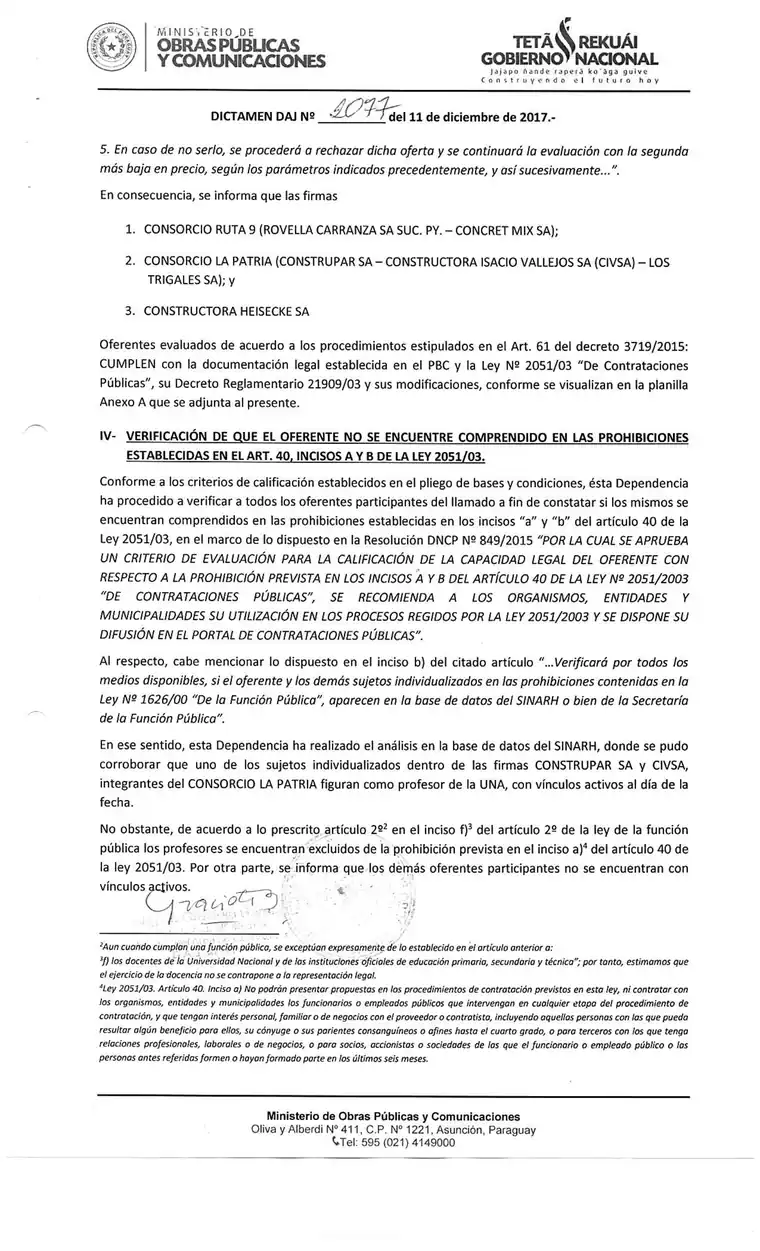 MINISTERIO DE
OBRAS PÚBLICAS
Y COMUNICACIONES
TETÃ REKUÁI
GOBIERNO NACIONAL
Jajapo ñande raperã ko'ãga guive
Construyendo el futuro hoy
DICTAMEN DAJ Nº 2077 del 11 de diciembre de 2017.-
5. En caso de no serlo, se procederá a rechazar dicha oferta y se continuará la evaluación con la segunda
más baja en precio, según los parámetros indicados precedentemente, y así sucesivamente...".
En consecuencia, se informa que las firmas
1. CONSORCIO RUTA 9 (ROVELLA CARRANZA SA SUC. PY. – CONCRET MIX SA);
2. CONSORCIO LA PATRIA (CONSTRUPAR SA – CONSTRUCTORA ISACIO VALLEJOS SA (CIVSA) – LOS
TRIGALES SA); y
3. CONSTRUCTORA HEISECKE SA
Oferentes evaluados de acuerdo a los procedimientos estipulados en el Art. 61 del decreto 3719/2015:
CUMPLEN con la documentación legal establecida en el PBC y la Ley Nº 2051/03 "De Contrataciones
Públicas", su Decreto Reglamentario 21909/03 y sus modificaciones, conforme se visualizan en la planilla
Anexo A que se adjunta al presente.
IV- VERIFICACIÓN DE QUE EL OFERENTE NO SE ENCUENTRE COMPRENDIDO EN LAS PROHIBICIONES
ESTABLECIDAS EN EL ART. 40, INCISOS A Y B DE LA LEY 2051/03.
Conforme a los criterios de calificación establecidos en el pliego de bases y condiciones, ésta Dependencia
ha procedido a verificar a todos los oferentes participantes del llamado a fin de constatar si los mismos se
encuentran comprendidos en las prohibiciones establecidas en los incisos "a" y "b" del artículo 40 de la
Ley 2051/03, en el marco de lo dispuesto en la Resolución DNCP Nº 849/2015 "POR LA CUAL SE APRUEBA
UN CRITERIO DE EVALUACIÓN PARA LA CALIFICACIÓN DE LA CAPACIDAD LEGAL DEL OFERENTE CON
RESPECTO A LA PROHIBICIÓN PREVISTA EN LOS INCISOS A Y B DEL ARTÍCULO 40 DE LA LEY Nº 2051/2003
"DE CONTRATACIONES PÚBLICAS", SE RECOMIENDA A LOS ORGANISMOS, ENTIDADES Y
MUNICIPALIDADES SU UTILIZACIÓN EN LOS PROCESOS REGIDOS POR LA LEY 2051/2003 Y SE DISPONE SU
DIFUSIÓN EN EL PORTAL DE CONTRATACIONES PÚBLICAS".
Al respecto, cabe mencionar lo dispuesto en el inciso b) del citado artículo "...Verificará por todos los
medios disponibles, si el oferente y los demás sujetos individualizados en las prohibiciones contenidas en la
Ley Nº 1626/00 "De la Función Pública", aparecen en la base de datos del SINARH o bien de la Secretaría
de la Función Pública".
En ese sentido, esta Dependencia ha realizado el análisis en la base de datos del SINARH, donde se pudo
corroborar que uno de los sujetos individualizados dentro de las firmas CONSTRUPAR SA y CIVSA,
integrantes del CONSORCIO LA PATRIA figuran como profesor de la UNA, con vínculos activos al día de la
fecha.
No obstante, de acuerdo a lo prescrito artículo 2º² en el inciso f)³ del artículo 2º de la ley de la función
pública los profesores se encuentran excluidos de la prohibición prevista en el inciso a)⁴ del artículo 40 de
la ley 2051/03. Por otra parte, se informa que los demás oferentes participantes no se encuentran con
vínculos activos.
²Aun cuando cumplan una función pública, se exceptúan expresamente de lo establecido en el artículo anterior a:
³f) los docentes de la Universidad Nacional y de las instituciones oficiales de educación primaria, secundaria y técnica"; por tanto, estimamos que
el ejercicio de la docencia no se contrapone a la representación legal.
⁴Ley 2051/03. Artículo 40. Inciso a) No podrán presentar propuestas en los procedimientos de contratación previstos en esta ley, ni contratar con
los organismos, entidades y municipalidades los funcionarios o empleados públicos que intervengan en cualquier etapa del procedimiento de
contratación, y que tengan interés personal, familiar o de negocios con el proveedor o contratista, incluyendo aquellas personas con las que pueda
resultar algún beneficio para ellos, su cónyuge o sus parientes consanguíneos o afines hasta el cuarto grado, o para terceros con los que tenga
relaciones profesionales, laborales o de negocios, o para socios, accionistas o sociedades de las que el funcionario o empleado público o las
personas antes referidas formen o hayan formado parte en los últimos seis meses.
Ministerio de Obras Públicas y Comunicaciones
Oliva y Alberdi Nº 411, C.P. Nº 1221, Asunción, Paraguay
Tel: 595 (021) 4149000